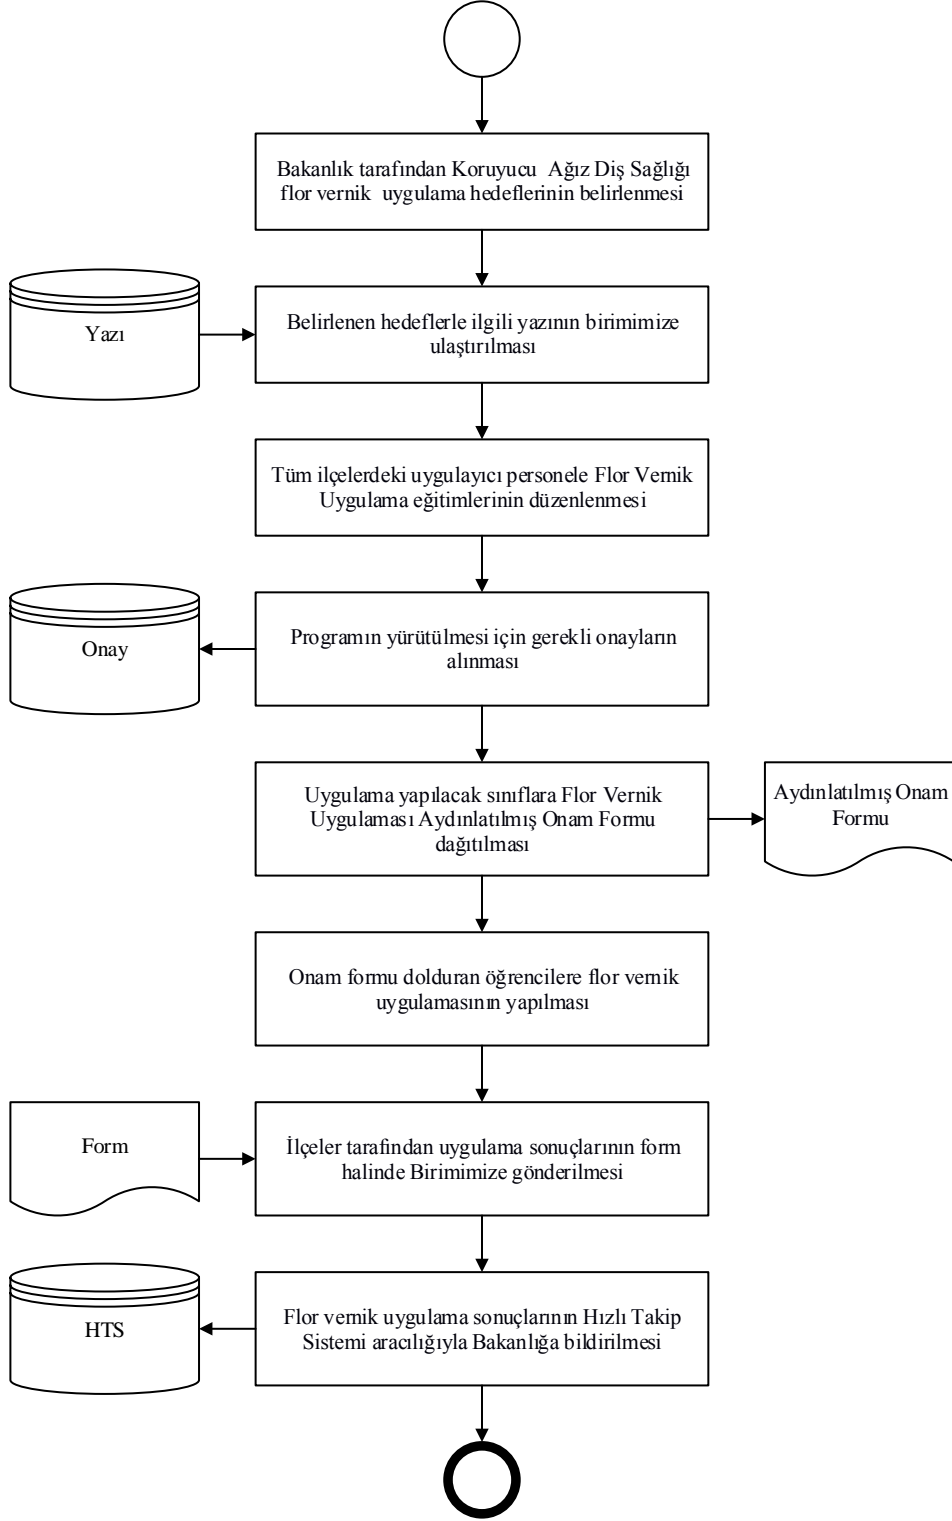 Bakanlık tarafından Koruyucu Ağız Diş Sağlığı
flor vernik uygulama hedeflerinin belirlenmesi
Yazı
Belirlenen hedeflerle ilgili yazının birimimize
ulaştırılması
Tüm ilçelerdeki uygulayıcı personele Flor Vernik
Uygulama eğitimlerinin düzenlenmesi
Onay
Programın yürütülmesi için gerekli onayların
alınması
Uygulama yapılacak sınıflara Flor Vernik
Uygulaması Aydınlatılmış Onam Formu
dağıtılması
Aydınlatılmış Onam
Formu
Onam formu dolduran öğrencilere flor vernik
uygulamasının yapılması
Form
İlçeler tarafından uygulama sonuçlarının form
halinde Birimimize gönderilmesi
HTS
Flor vernik uygulama sonuçlarının Hızlı Takip
Sistemi aracılığıyla Bakanlığa bildirilmesi